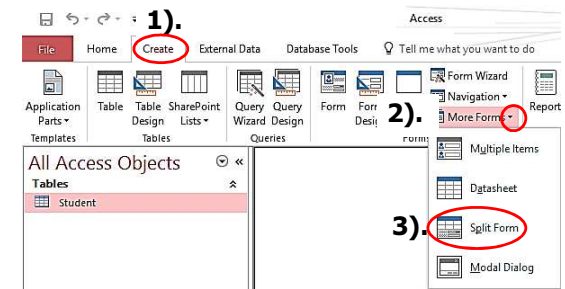 1).
Access
File Home Create External Data Database Tools Tell me what you want to do
Application Parts
Table
Table Design
SharePoint Lists
Query Wizard
Query Design
Form
Form Wizard
Navigation
More Forms
Report
2).
Templates Tables Queries
Multiple Items
Datasheet
3).
Split Form
Modal Dialog
All Access Objects
Tables
Student